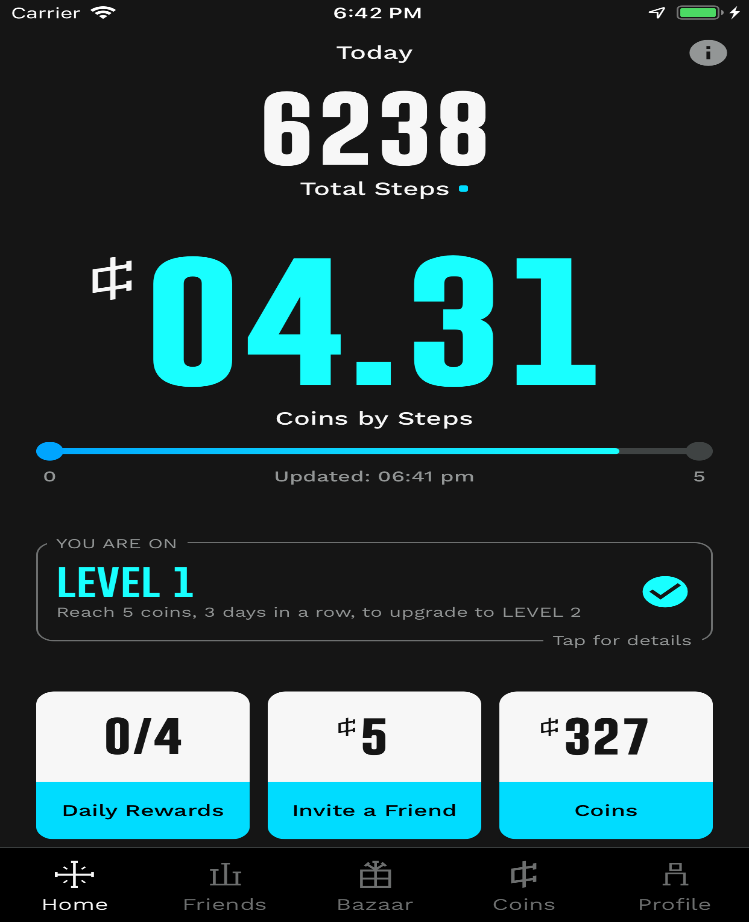 Carrier 6:42 PM
Today
6238
Total Steps
04.31
Coins by Steps
0 Updated: 06:41 pm 5
YOU ARE ON
LEVEL 1
Reach 5 coins, 3 days in a row, to upgrade to LEVEL 2
Tap for details
0/4 5 327
Daily Rewards Invite a Friend Coins
Home Friends Bazaar Coins Profile